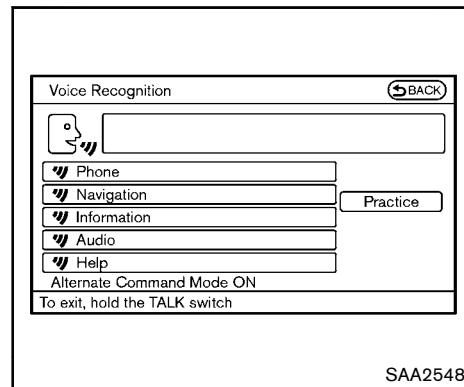 Voice Recognition
BACK
Phone
Navigation
Practice
Information
Audio
Help
Alternate Command Mode ON
To exit, hold the TALK switch
SAA2548